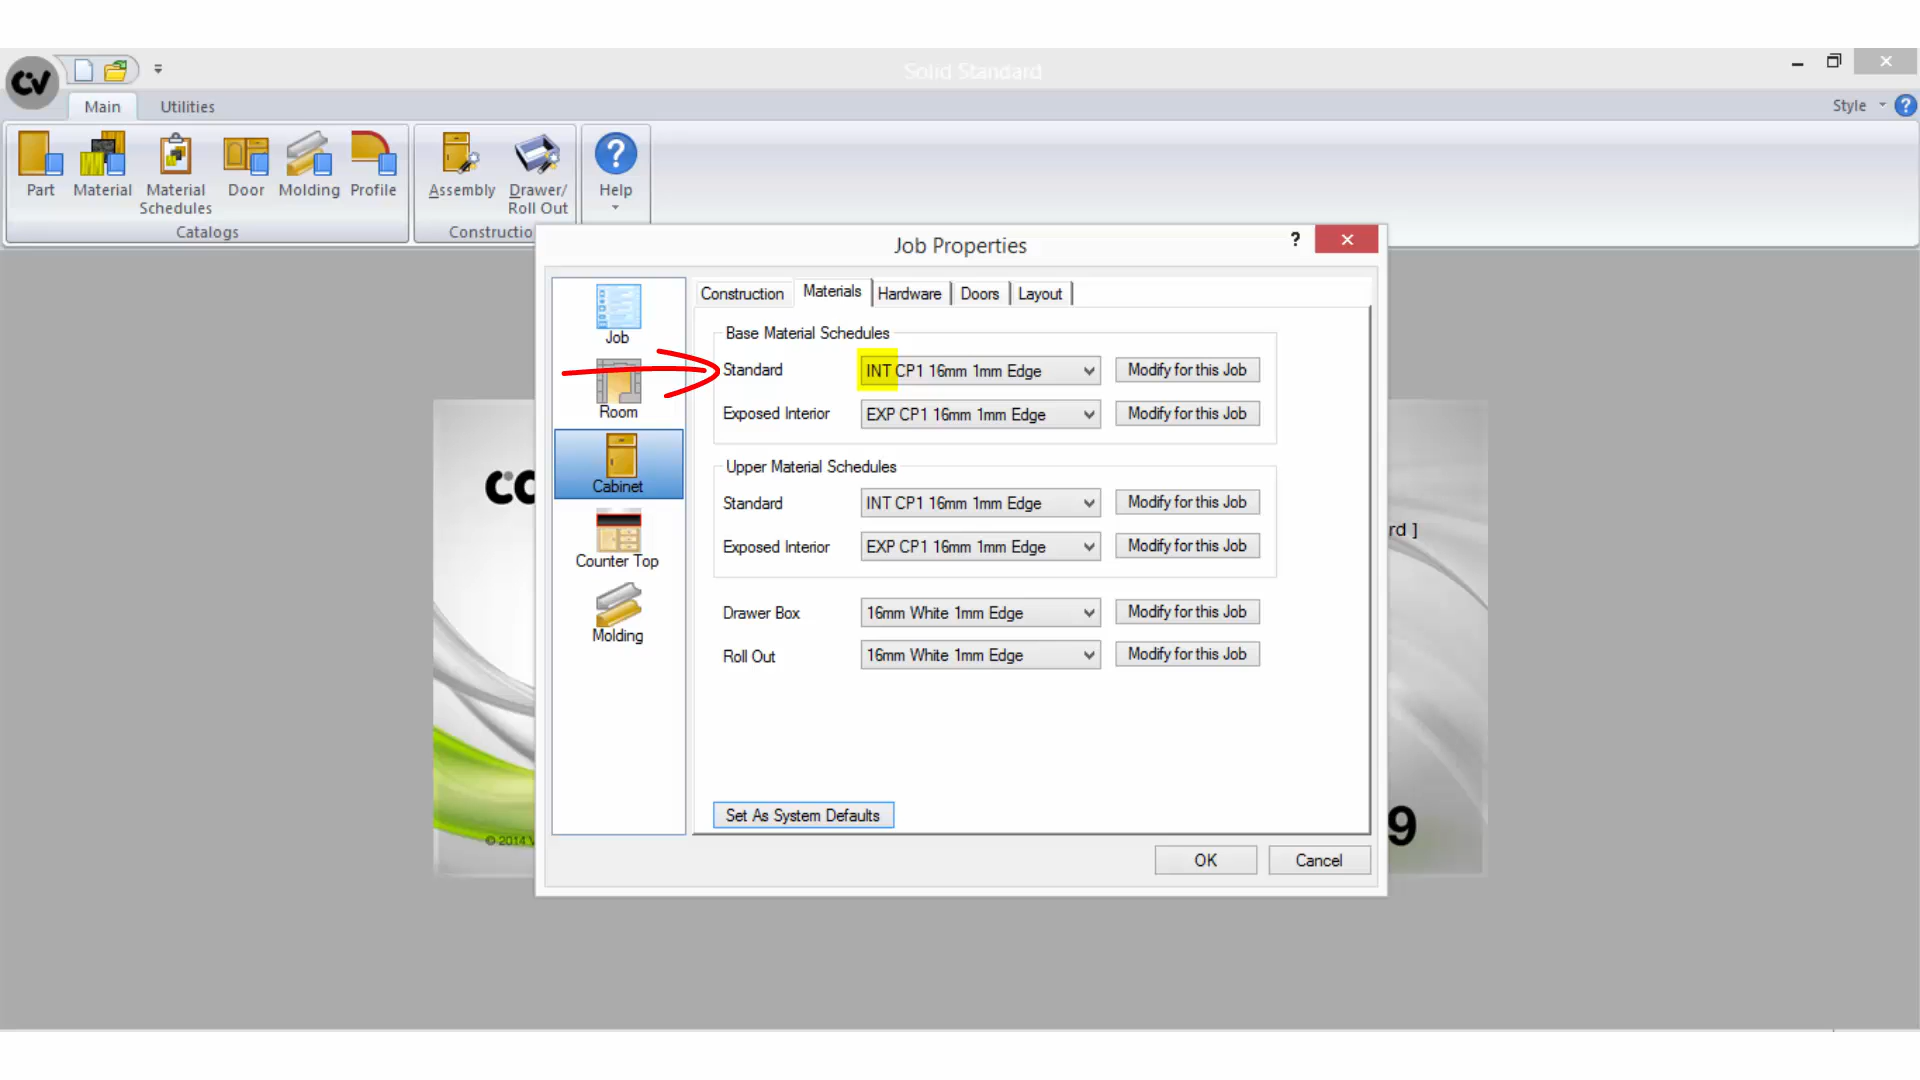 CV
Solid Standard
Main Utilities Style
Part Material Material Schedules Door Molding Profile
Assembly Drawer/ Roll Out
Help
Catalogs
Constructio
Job Properties
Job
Room
Cabinet
Counter Top
Molding
Construction Materials Hardware Doors Layout
Base Material Schedules
Standard INT CP1 16mm 1mm Edge Modify for this Job
Exposed Interior EXP CP1 16mm 1mm Edge Modify for this Job
Upper Material Schedules
Standard INT CP1 16mm 1mm Edge Modify for this Job
Exposed Interior EXP CP1 16mm 1mm Edge Modify for this Job
Drawer Box 16mm White 1mm Edge Modify for this Job
Roll Out 16mm White 1mm Edge Modify for this Job
Set As System Defaults
OK Cancel
rd ]
9
© 2014